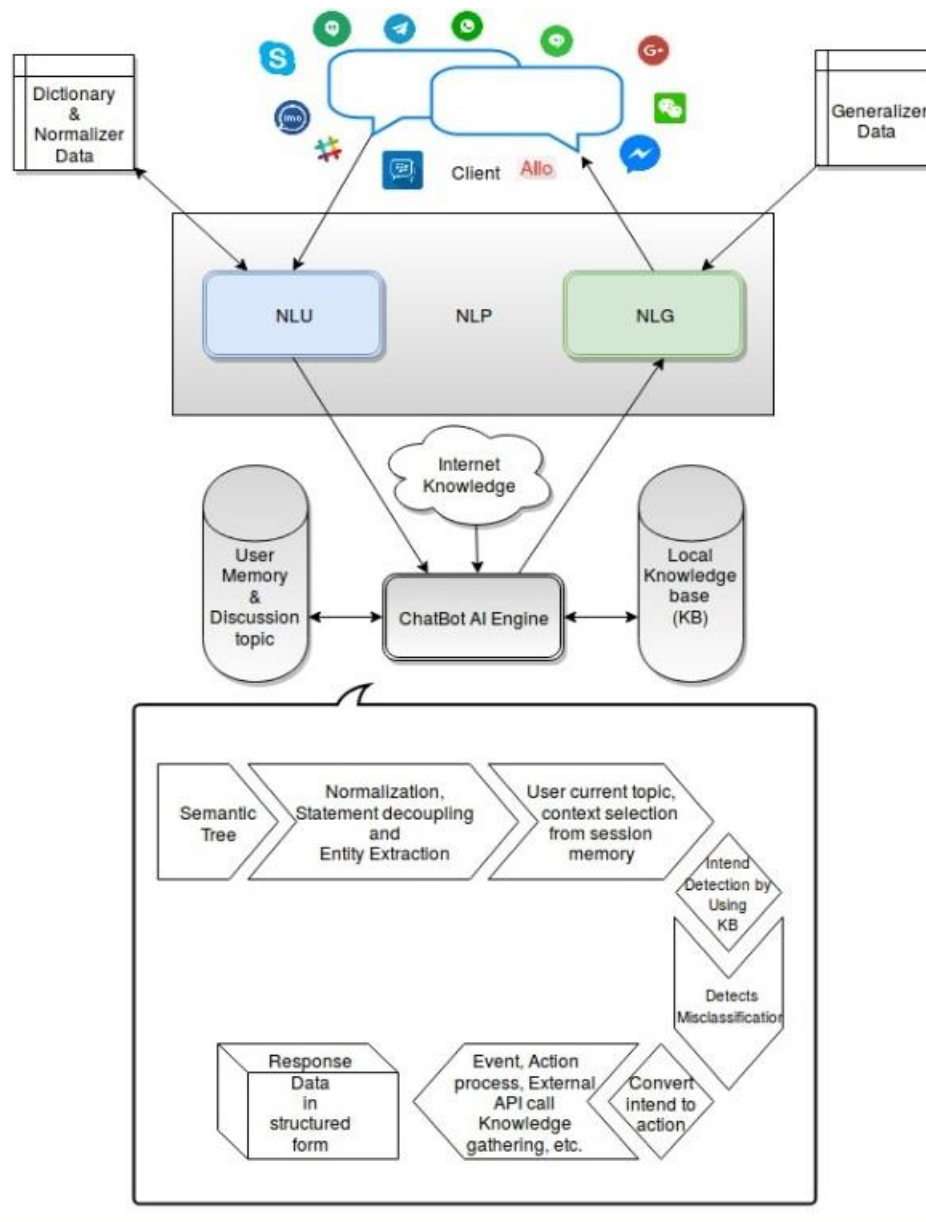 Dictionary
&
Normalizer
Data
imo
G+
Client
Allo
Generalizer
Data
NLU
NLP
NLG
Internet
Knowledge
User
Memory
&
Discussion
topic
ChatBot AI Engine
Local
Knowledge
base
(KB)
Semantic
Tree
Normalization,
Statement decoupling
and
Entity Extraction
User current topic,
context selection
from session
memory
Intend
Detection by
Using
KB
Detects
Misclassification
Convert
intend to
action
Event, Action
process, External
API call
Knowledge
gathering, etc.
Response
Data
in
structured
form